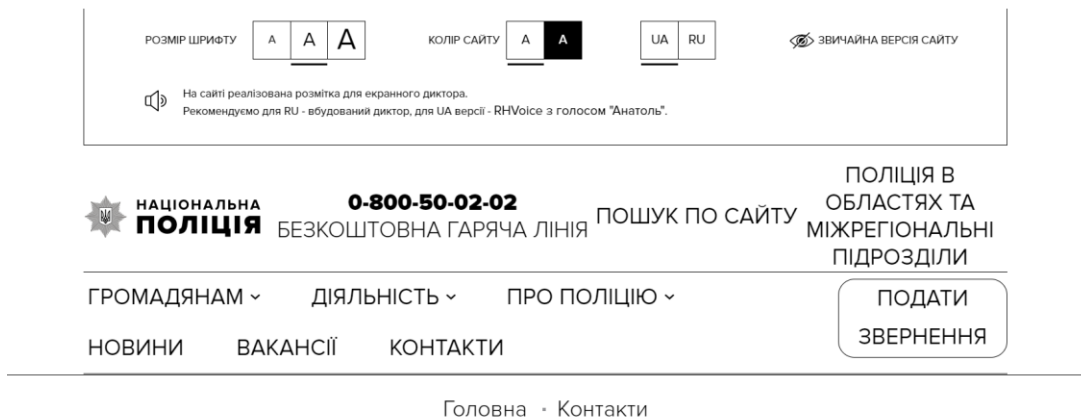 РОЗМІР ШРИФТУ А А А КОЛІР САЙТУ А А UA RU ЗВИЧАЙНА ВЕРСІЯ САЙТУ
На сайті реалізована розмітка для екранного диктора.
Рекомендуємо для RU - вбудований диктор, для UA версії - RHVoice з голосом "Анатоль".
НАЦІОНАЛЬНА
ПОЛІЦІЯ
0-800-50-02-02
БЕЗКОШТОВНА ГАРЯЧА ЛІНІЯ
ПОШУК ПО САЙТУ
ПОЛІЦІЯ В
ОБЛАСТЯХ ТА
МІЖРЕГІОНАЛЬНІ
ПІДРОЗДІЛИ
ГРОМАДЯНАМ ДІЯЛЬНІСТЬ ПРО ПОЛІЦІЮ
НОВИНИ ВАКАНСІЇ КОНТАКТИ
ПОДАТИ
ЗВЕРНЕННЯ
Головна • Контакти